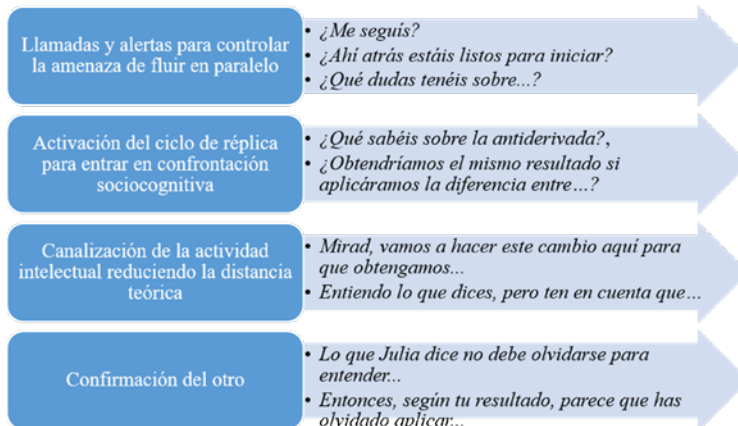 Llamadas y alertas para controlar
la amenaza de fluir en paralelo
• ¿Me seguís?
• ¿Ahí atrás estáis listos para iniciar?
• ¿Qué dudas tenéis sobre...?
Activación del ciclo de réplica
para entrar en confrontación
sociocognitiva
• ¿Qué sabéis sobre la antiderivada?,
• ¿Obtendríamos el mismo resultado si
aplicáramos la diferencia entre…?
Canalización de la actividad
intelectual reduciendo la distancia
teórica
• Mirad, vamos a hacer este cambio aquí para
que obtengamos...
• Entiendo lo que dices, pero ten en cuenta que…
Confirmación del otro
• Lo que Julia dice no debe olvidarse para
entender...
• Entonces, según tu resultado, parece que has
olvidado aplicar...